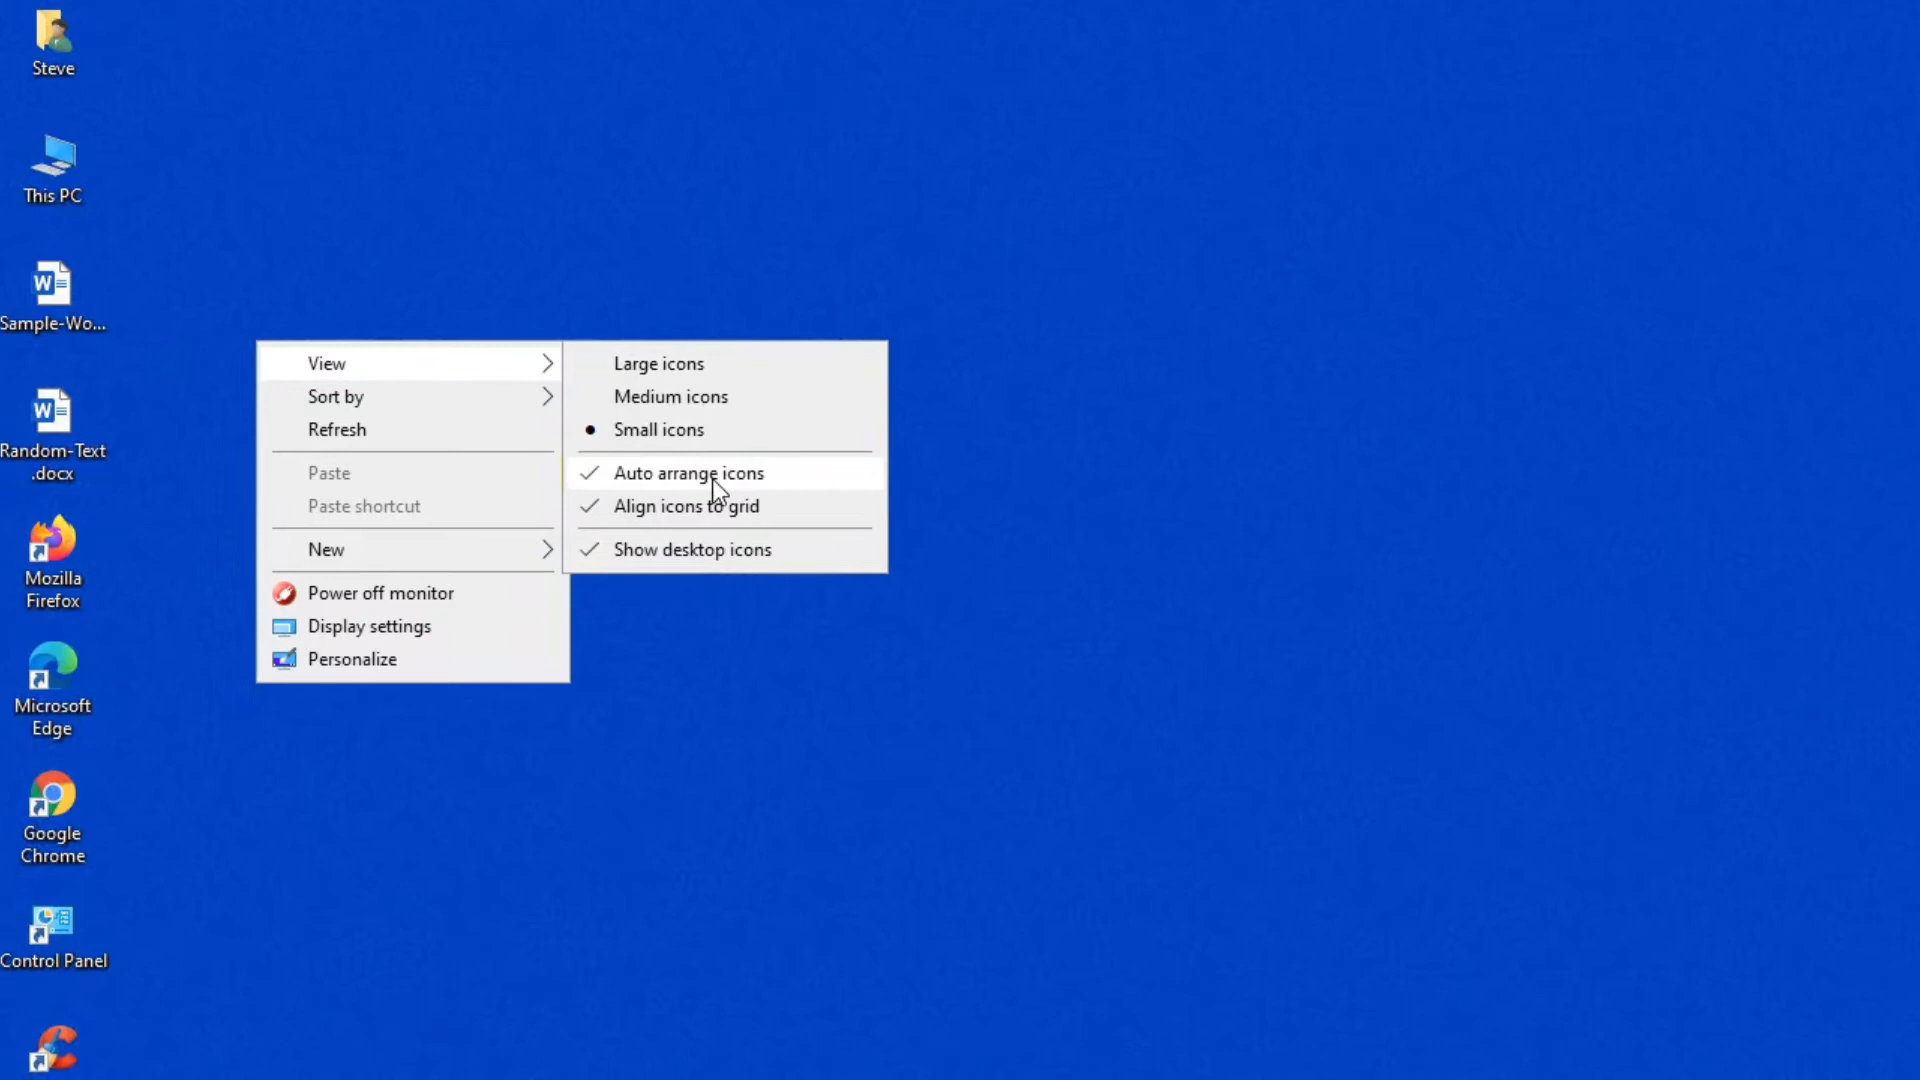 Steve
This PC
Sample-Wo...
Random-Text
.docx
Mozilla
Firefox
Microsoft
Edge
Google
Chrome
Control Panel
View
Sort by
Refresh
Paste
Paste shortcut
New
Power off monitor
Display settings
Personalize
Large icons
Medium icons
Small icons
Auto arrange icons
Align icons to grid
Show desktop icons